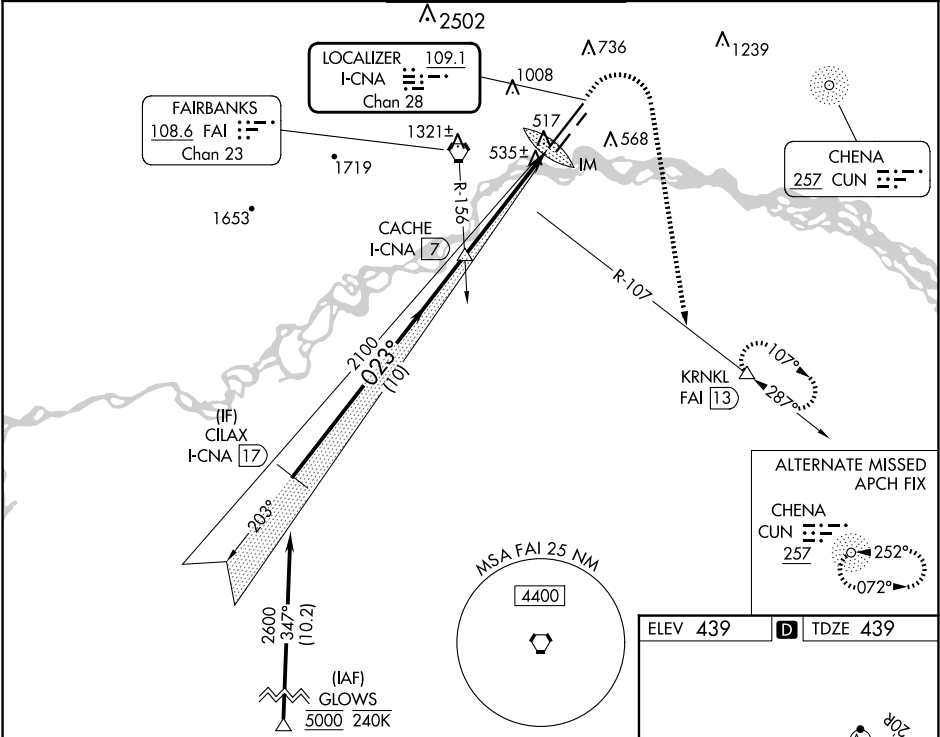 2502
LOCALIZER 109.1
I-CNA
Chan 28
736
1239
1008
FAIRBANKS
108.6 FAI
Chan 23
1321±
517
535±
568
IM
1719
1653
R-156
CHENA
257 CUN
CACHE
I-CNA 7
R-107
2100
023°
(10)
KRNKL
FAI 13
107°
287°
(IF)
CILAX
I-CNA 17
203°
ALTERNATE MISSED
APCH FIX
CHENA
CUN
257
252°
072°
MSA FAI 25 NM
4400
2600
347°
(10.2)
(IAF)
GLOWS
5000 240K
ELEV 439 D TDZE 439
20R